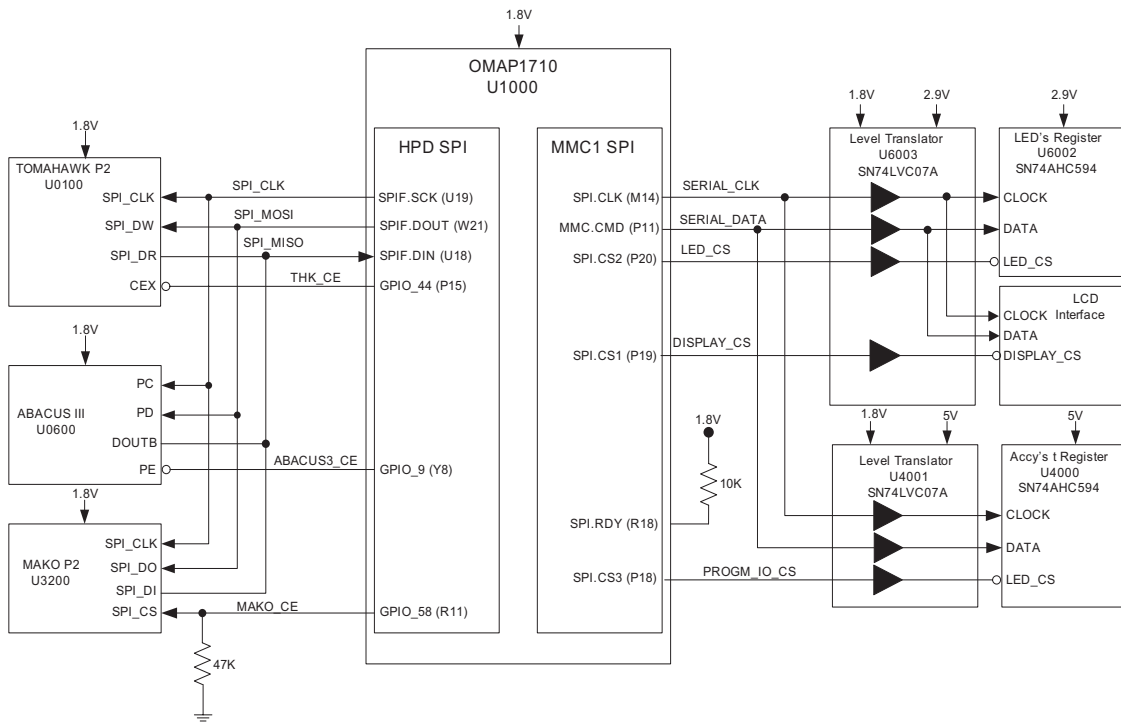 1.8V
OMAP1710
U1000
HPD SPI
SPIF.SCK (U19)
SPIF.DOUT (W21)
SPIF.DIN (U18)
GPIO_44 (P15)
GPIO_9 (Y8)
GPIO_58 (R11)
MMC1 SPI
SPI.CLK (M14)
MMC.CMD (P11)
SPI.CS2 (P20)
SPI.CS1 (P19)
SPI.RDY (R18)
SPI.CS3 (P18)
1.8V
TOMAHAWK P2
U0100
SPI_CLK
SPI_DW
SPI_DR
CEX
SPI_CLK
SPI_MOSI
SPI_MISO
THK_CE
1.8V
ABACUS III
U0600
PC
PD
DOUTB
PE
ABACUS3_CE
1.8V
MAKO P2
U3200
SPI_CLK
SPI_DO
SPI_DI
SPI_CS
MAKO_CE
47K
SERIAL_CLK
SERIAL_DATA
LED_CS
DISPLAY_CS
1.8V
10K
PROGM_IO_CS
1.8V
2.9V
Level Translator
U6003
SN74LVC07A
2.9V
LED's Register
U6002
SN74AHC594
CLOCK
DATA
LED_CS
LCD
Interface
CLOCK
DATA
DISPLAY_CS
1.8V
5V
Level Translator
U4001
SN74LVC07A
5V
Accy's t Register
U4000
SN74AHC594
CLOCK
DATA
LED_CS